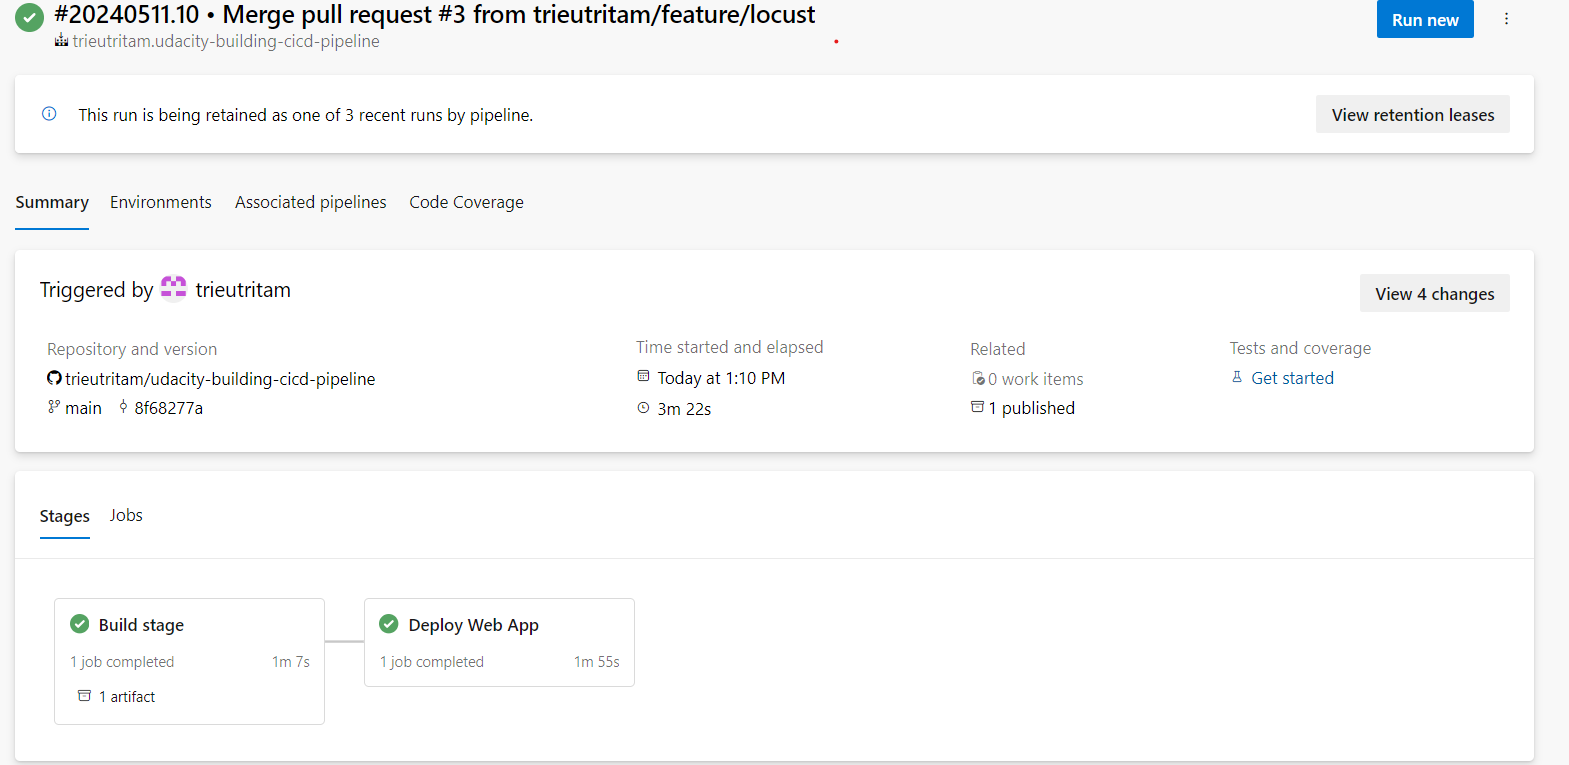 #20240511.10 • Merge pull request #3 from trieutritam/feature/locust
Run new
trieutritam.udacity-building-cicd-pipeline
This run is being retained as one of 3 recent runs by pipeline.
View retention leases
Summary Environments Associated pipelines Code Coverage
Triggered by trieutritam
View 4 changes
Repository and version
trieutritam/udacity-building-cicd-pipeline
main 8f68277a
Time started and elapsed
Today at 1:10 PM
3m 22s
Related
0 work items
1 published
Tests and coverage
Get started
Stages Jobs
Build stage
1 job completed 1m 7s
1 artifact
Deploy Web App
1 job completed 1m 55s